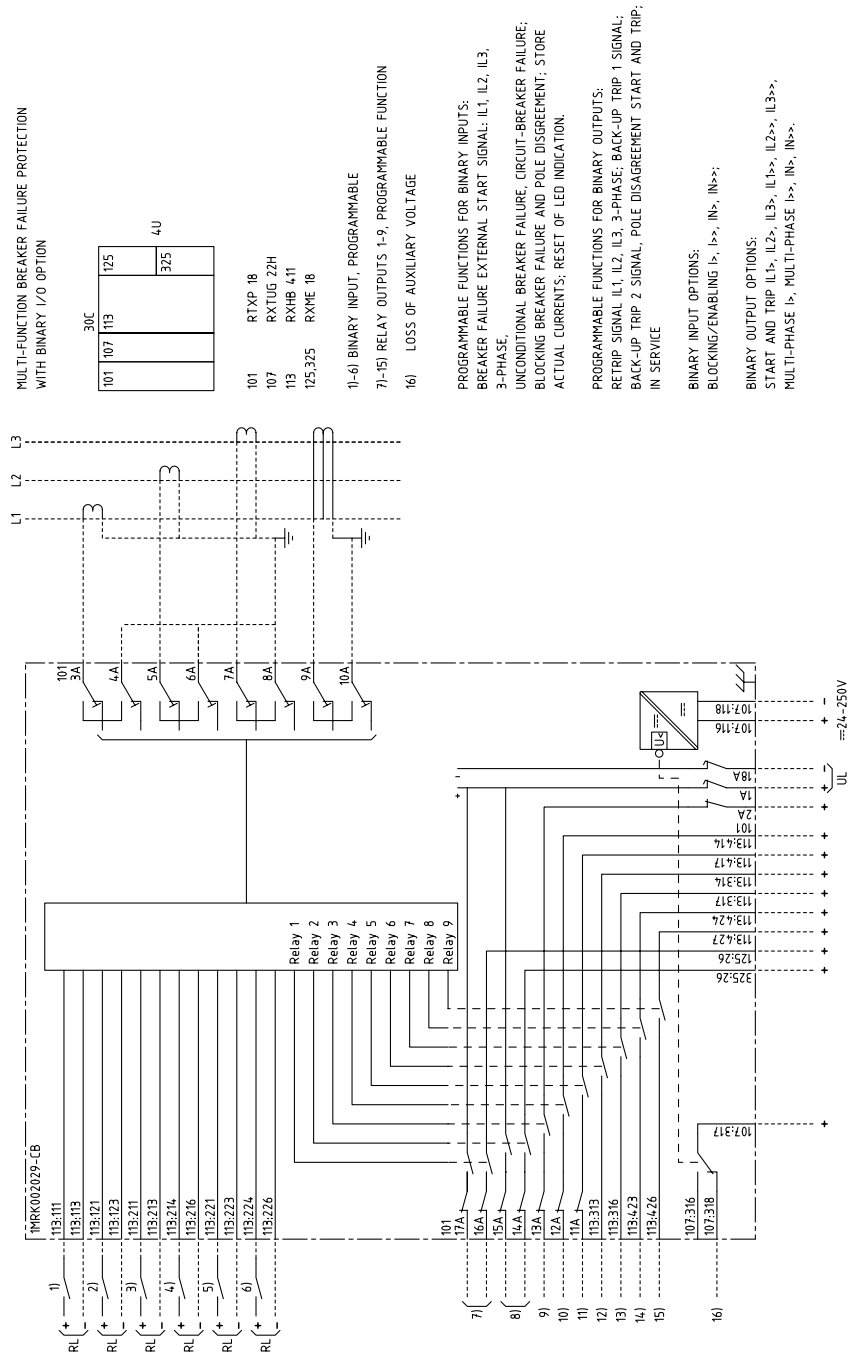 MULTI-FUNCTION BREAKER FAILURE PROTECTION
WITH BINARY I/O OPTION
30C
101
107
113
125
325
4U
101 RTXP 18
107 RXTUG 22H
113 RXHB 411
125,325 RXME 18
1)-6) BINARY INPUT, PROGRAMMABLE
7)-15) RELAY OUTPUTS 1-9, PROGRAMMABLE FUNCTION
16) LOSS OF AUXILIARY VOLTAGE
PROGRAMMABLE FUNCTIONS FOR BINARY INPUTS:
BREAKER FAILURE EXTERNAL START SIGNAL: IL1, IL2, IL3,
3-PHASE,
UNCONDITIONAL BREAKER FAILURE, CIRCUIT-BREAKER FAILURE;
BLOCKING BREAKER FAILURE AND POLE DISGREEMENT; STORE
ACTUAL CURRENTS; RESET OF LED INDICATION.
PROGRAMMABLE FUNCTIONS FOR BINARY OUTPUTS:
RETRIP SIGNAL IL1, IL2, IL3, 3-PHASE; BACK-UP TRIP 1 SIGNAL;
BACK-UP TRIP 2 SIGNAL, POLE DISAGREEMENT START AND TRIP;
IN SERVICE
BINARY INPUT OPTIONS:
BLOCKING/ENABLING I>, I>>, IN>, IN>>;
BINARY OUTPUT OPTIONS:
START AND TRIP IL1>, IL2>, IL3>, IL1>>, IL2>>, IL3>>,
MULTI-PHASE I>, MULTI-PHASE I>>, IN>, IN>>.
L1
L2
L3
101
3A
4A
5A
6A
7A
8A
9A
10A
1MRK002029-CB
113:111
113:113
113:121
113:123
113:211
113:213
113:214
113:216
113:221
113:223
113:224
113:226
1)
2)
3)
4)
5)
6)
+
-
RL
+
-
RL
+
-
RL
+
-
RL
+
-
RL
+
-
RL
Relay 1
Relay 2
Relay 3
Relay 4
Relay 5
Relay 6
Relay 7
Relay 8
Relay 9
+
-
101
17A
16A
15A
14A
13A
12A
11A
113:313
113:316
113:423
113:426
107:316
107:318
7)
8)
9)
10)
11)
12)
13)
14)
15)
16)
U<
107:118
107:116
18A
1A
2A
101
113:414
113:417
113:314
113:317
113:424
113:427
125:26
325:26
107:317
-
+
-
+
+
+
+
+
+
+
+
+
+
+
UL
24-250V